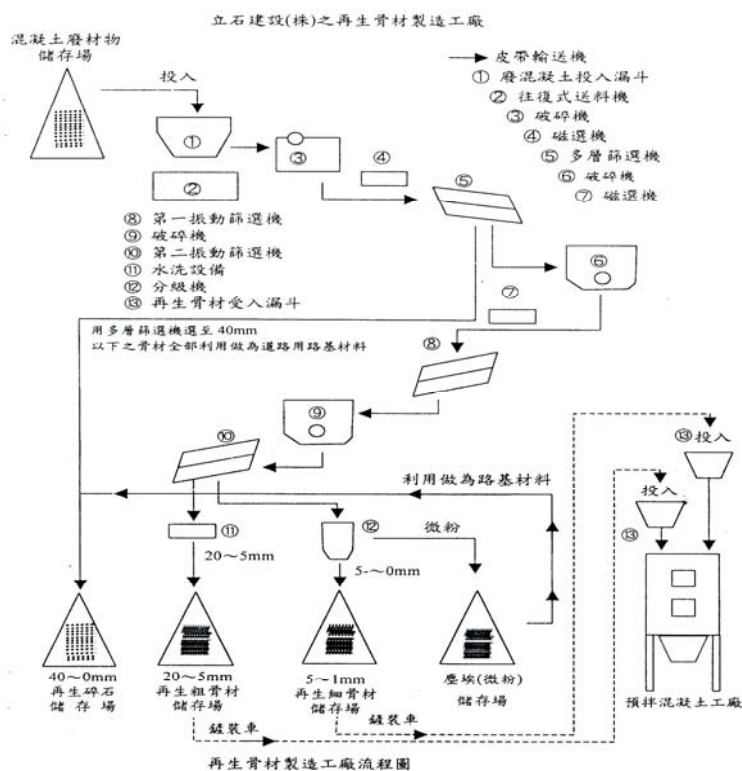 立石建設(株)之再生骨材製造工廠
混凝土廢材物
儲存場
投入
皮帶輸送機
① 廢混凝土投入漏斗
② 往復式送料機
③ 破碎機
④ 磁選機
⑤ 多層篩選機
⑥ 破碎機
⑦ 磁選機
①
②
③
④
⑤
⑥
⑦
⑧ 第一振動篩選機
⑨ 破碎機
⑩ 第二振動篩選機
⑪ 水洗設備
⑫ 分級機
⑬ 再生骨材受入漏斗
用多層篩選機選至40mm
以下之骨材全部利用做為道路用路基材料
⑧
⑨
⑩
⑬投入
利用做為路基材料
投入
⑪
⑫
微粉
⑬
20~5mm
5-~0mm
40~0mm
再生碎石
儲存場
20~5mm
再生粗骨材
儲存場
5~1mm
再生細骨材
儲存場
塵埃(微粉)
儲存場
預拌混凝土工廠
鏟裝車
鏟裝車
再生骨材製造工廠流程圖